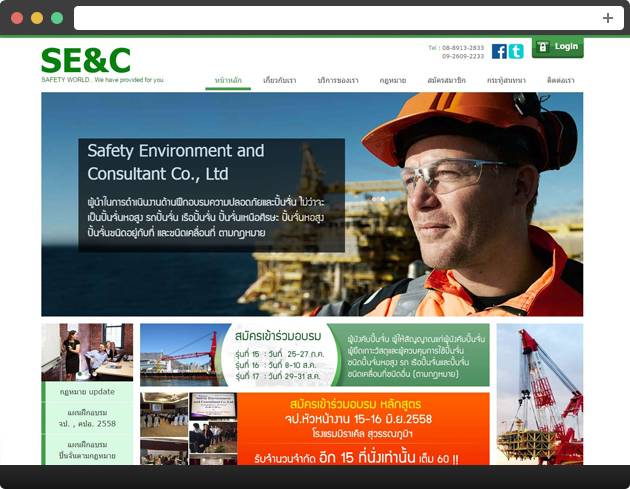 SE&C
SAFETY WORLD.. We have provided for you.
Tel : 08-8913-2833
09-2609-2233
Login
หน้าหลัก เกี่ยวกับเรา บริการของเรา กฎหมาย สมัครสมาชิก กระทู้สนทนา ติดต่อเรา
Safety Environment and
Consultant Co., Ltd
ผู้นำในการดำเนินงานด้านฝึกอบรมความปลอดภัยและปั้นจั่น ไม่ว่าจะ
เป็นปั้นจั่นหอสูง รถปั้นจั่น เรือปั้นจั่น ปั้นจั่นเหนือศีรษะ ปั้นจั่นหอสูง
ปั้นจั่นชนิดอยู่กับที่ และชนิดเคลื่อนที่ ตามกฎหมาย
สมัครเข้าร่วมอบรม
รุ่นที่ 15 : วันที่ 25-27 ก.ค.
รุ่นที่ 16 : วันที่ 8-10 ส.ค.
รุ่นที่ 17 : วันที่ 29-31 ส.ค.
ผู้บังคับปั้นจั่น ผู้ให้สัญญาณแก่ผู้บังคับปั้นจั่น
ผู้ยึดเกาะวัสดุและผู้ควบคุมการใช้ปั้นจั่น
ชนิดปั้นจั่นหอสูง รถ เรือปั้นจั่น และปั้นจั่น
ชนิดเคลื่อนที่ชนิดอื่น (ตามกฎหมาย)
กฎหมาย update
แผนฝึกอบรม
จป. , คปอ. 2558
แผนฝึกอบรม
ปั้นจั่นตามกฎหมาย
Safety Environment
and Consultant Co.,Ltd
สมัครเข้าร่วมอบรม หลักสูตร
จป.หัวหน้างาน 15-16 มิ.ย.2558
โรงแรมมิราเคิล สุวรรณภูมิฯ
รับจำนวนจำกัด อีก 15 ที่นั่งเท่านั้น เต็ม 60 !!